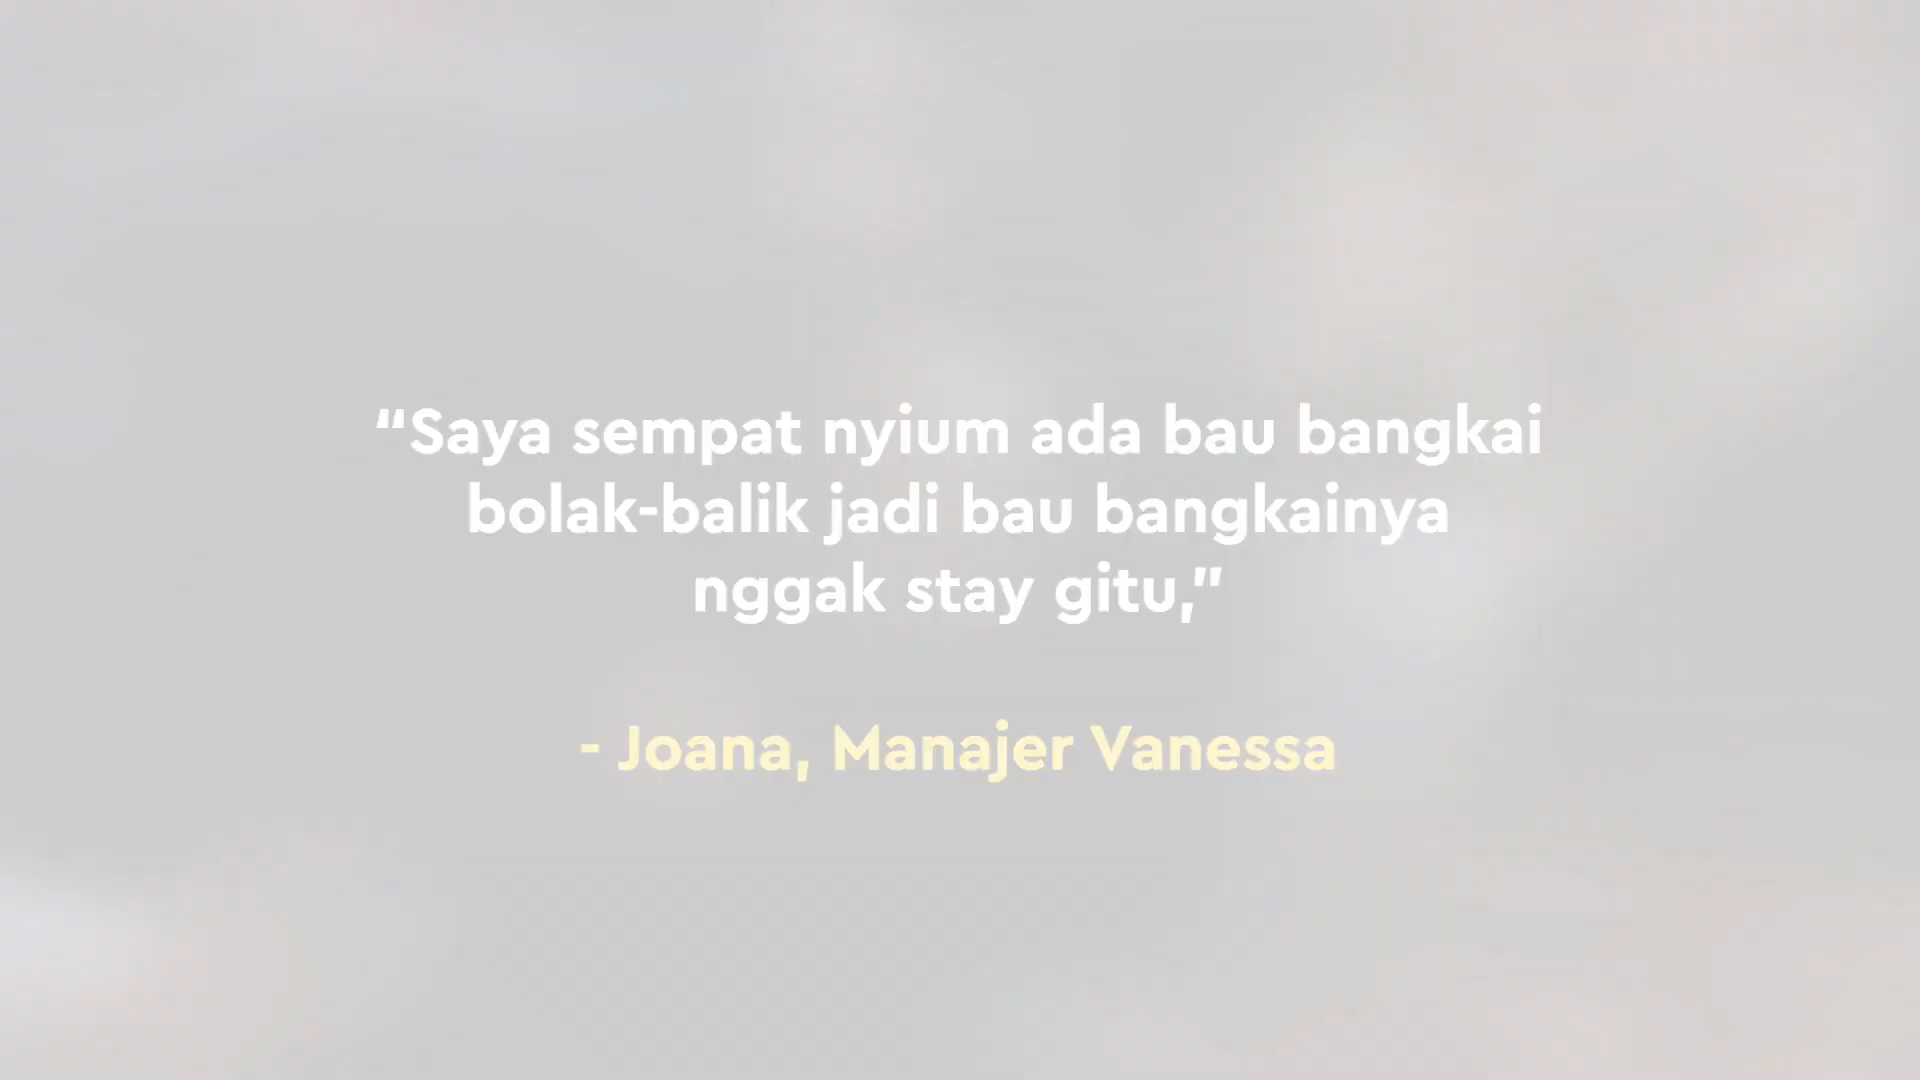 “Saya sempat nyium ada bau bangkai
bolak-balik jadi bau bangkainya
nggak stay gitu,”
- Joana, Manajer Vanessa